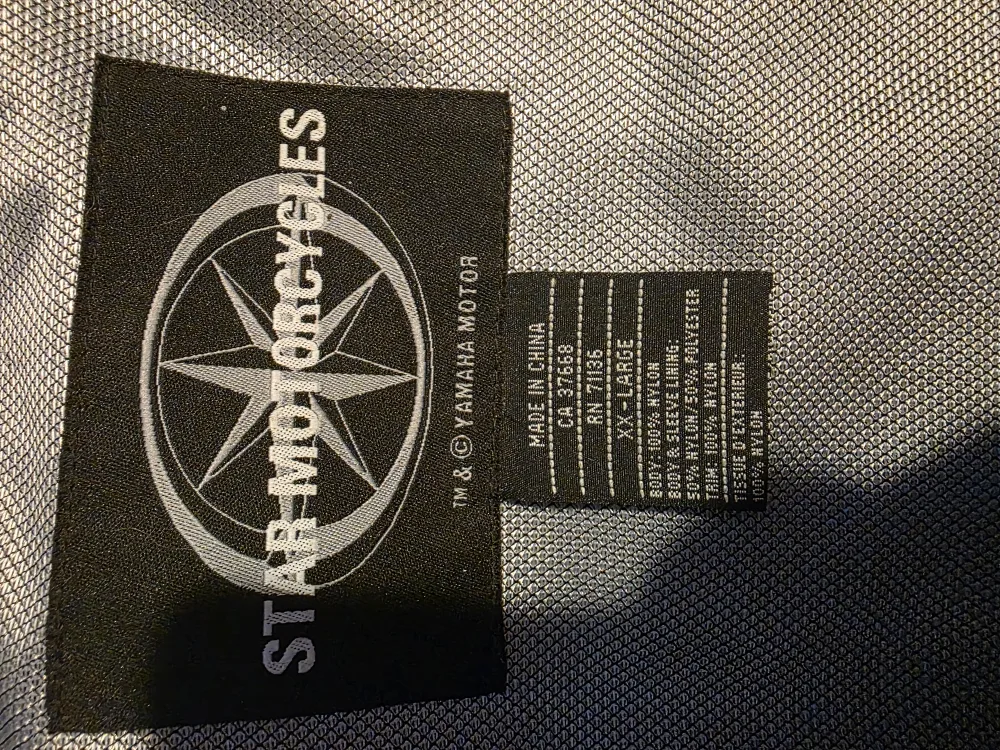 STAR MOTORCYCLES
TM & © YAMAHA MOTOR
MADE IN CHINA
CA 37668
RN 71136
XX-LARGE
BODY: 100% NYLON
BODY & SLEEVE LINING:
50% NYLON/50% POLYESTER
TRIM: 100% NYLON
TISSUE D'EXTERIEUR:
100% NYLON